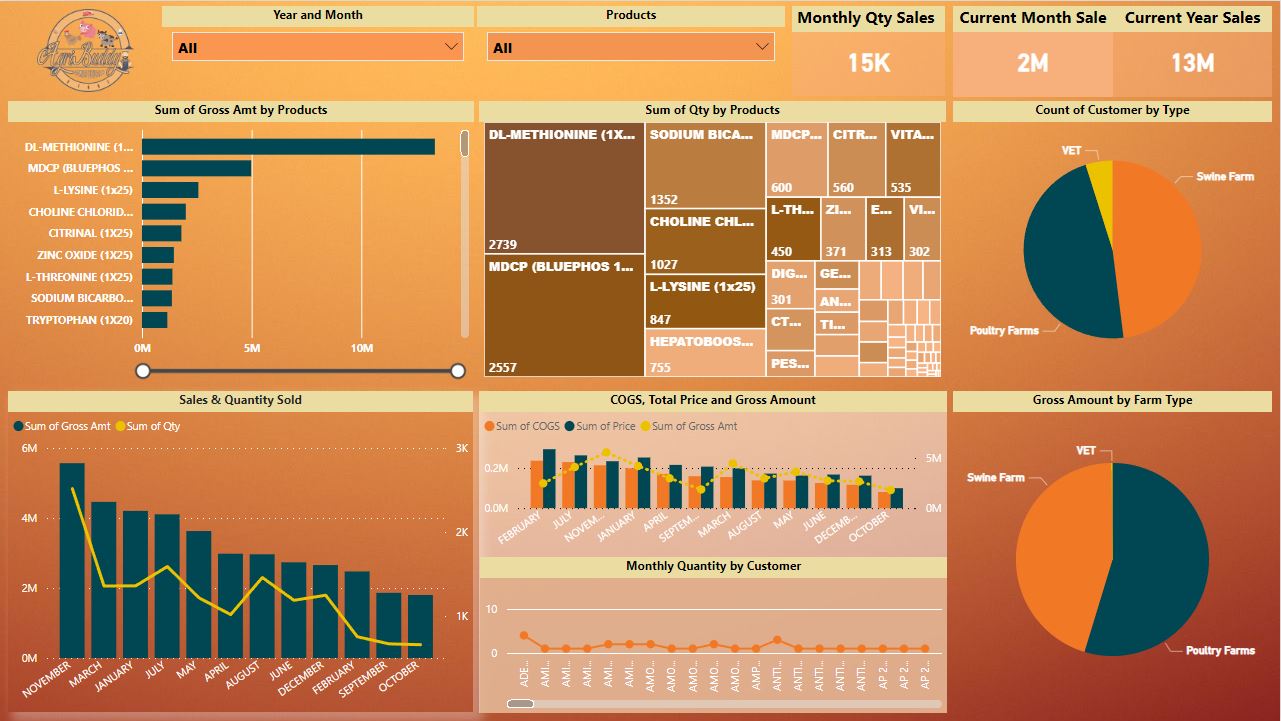 Agri Buddy
Year and Month
All
Products
All
Monthly Qty Sales
15K
Current Month Sale
2M
Current Year Sales
13M
Sum of Gross Amt by Products
DL-METHIONINE (1...
MDCP (BLUEPHOS ...
L-LYSINE (1x25)
CHOLINE CHLORID...
CITRINAL (1X25)
ZINC OXIDE (1X25)
L-THREONINE (1X25)
SODIUM BICARBO...
TRYPTOPHAN (1X20)
0M 5M 10M
Sum of Qty by Products
DL-METHIONINE (1X...
2739
MDCP (BLUEPHOS 1...
2557
SODIUM BICA...
1352
CHOLINE CHL...
1027
L-LYSINE (1x25)
847
HEPATOBOOS...
755
MDCP...
600
CITR...
560
VITA...
535
L-TH...
450
ZI...
371
E...
313
VI...
302
DIG...
301
CT...
PES...
GE...
AN...
TI...
Count of Customer by Type
VET
Swine Farm
Poultry Farms
Sales & Quantity Sold
Sum of Gross Amt Sum of Qty
6M
4M
2M
0M
3K
2K
1K
NOVEMBER
MARCH
JANUARY
JULY
MAY
APRIL
AUGUST
JUNE
DECEMBER
FEBRUARY
SEPTEMBER
OCTOBER
COGS, Total Price and Gross Amount
Sum of COGS Sum of Price Sum of Gross Amt
0.2M
0.0M
5M
0M
FEBRUARY
JULY
NOVEM...
JANUARY
APRIL
SEPTEM...
MARCH
AUGUST
MAY
JUNE
DECEMB...
OCTOBER
Monthly Quantity by Customer
10
0
ADE...
AMI...
AMI...
AMI...
AMI...
AMI...
AMO...
AMO...
AMO...
AMO...
AMO...
AMP...
ANTI...
ANTI...
ANTI...
ANTI...
ANTI...
AP 2...
AP 2...
AP 2...
Gross Amount by Farm Type
VET
Swine Farm
Poultry Farms